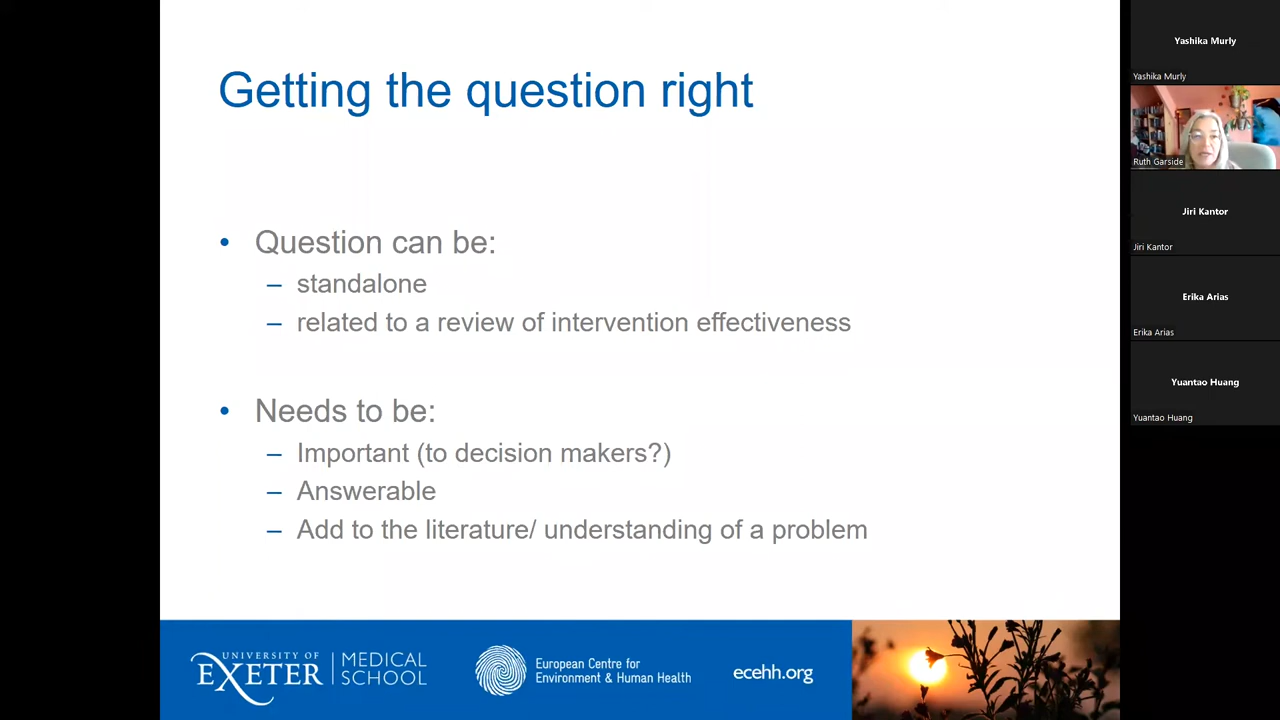 Getting the question right
• Question can be:
– standalone
– related to a review of intervention effectiveness
• Needs to be:
– Important (to decision makers?)
– Answerable
– Add to the literature/ understanding of a problem
UNIVERSITY OF
EXETER
MEDICAL
SCHOOL
European Centre for
Environment & Human Health
ecehh.org
Yashika Murly
Yashika Murly
Ruth Garside
Jiri Kantor
Jiri Kantor
Erika Arias
Erika Arias
Yuantao Huang
Yuantao Huang